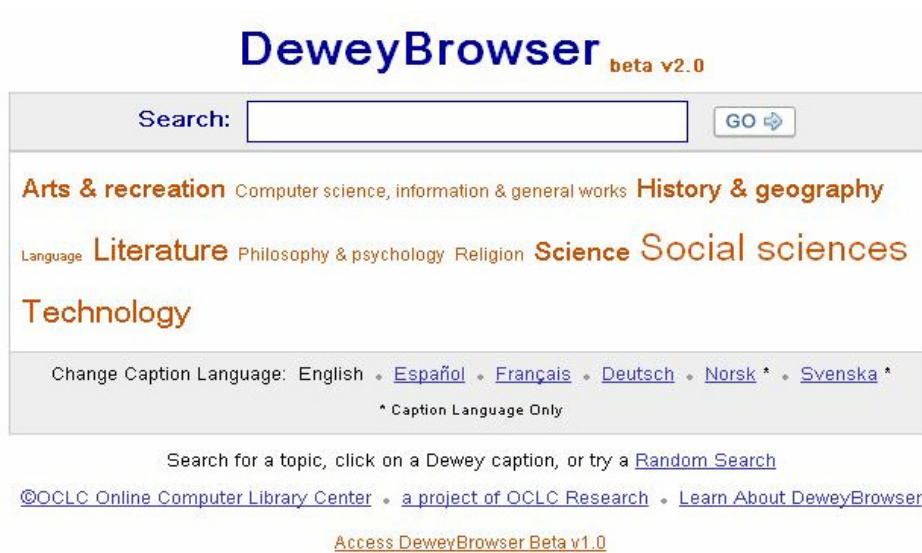 DeweyBrowser beta v2.0
Search: GO
Arts & recreation Computer science, information & general works History & geography
Language Literature Philosophy & psychology Religion Science Social sciences
Technology
Change Caption Language: English • Español • Français • Deutsch • Norsk * • Svenska *
* Caption Language Only
Search for a topic, click on a Dewey caption, or try a Random Search
©OCLC Online Computer Library Center • a project of OCLC Research • Learn About DeweyBrowser
Access DeweyBrowser Beta v1.0